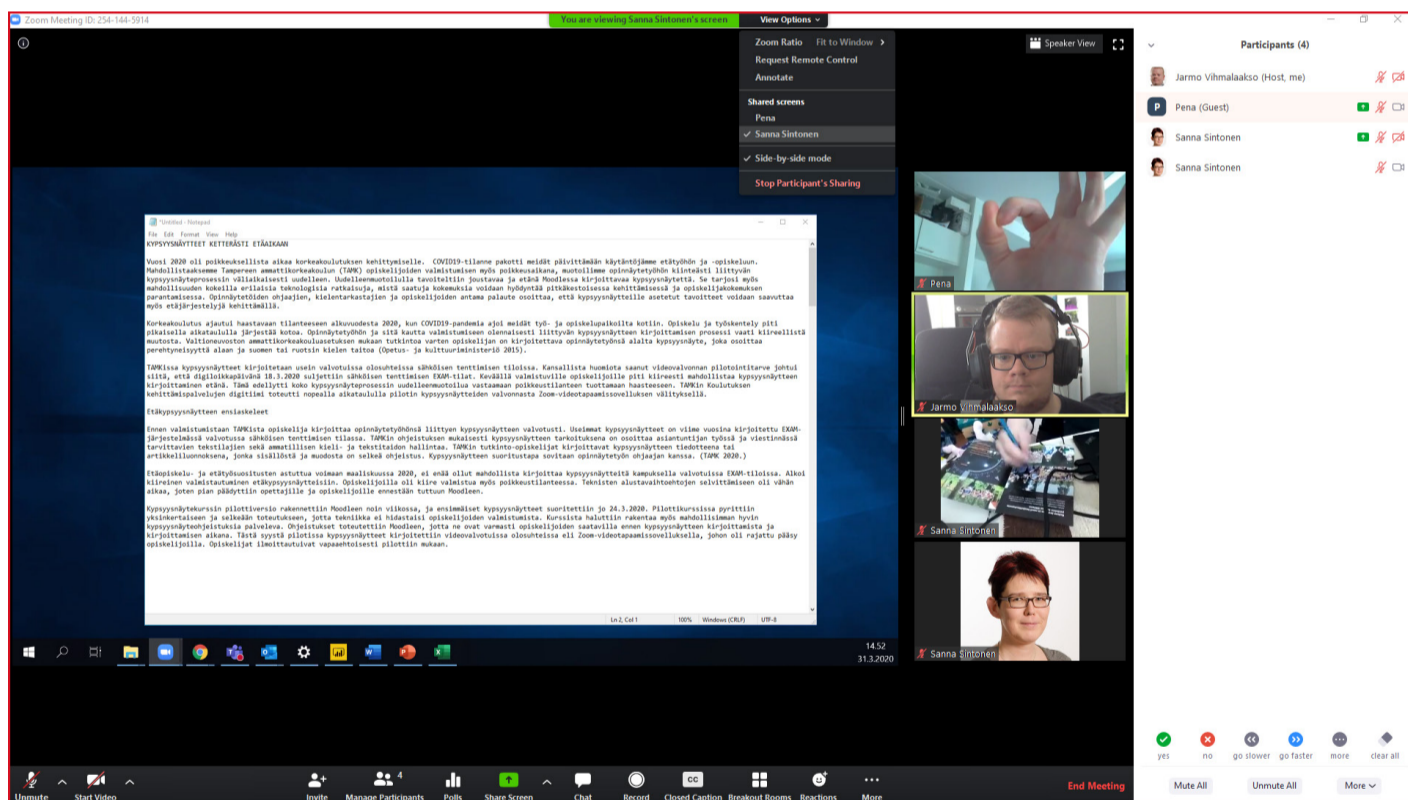 Zoom Meeting ID: 254-144-5914
You are viewing Sanna Sintonen's screen
View Options
Zoom Ratio Fit to Window
Request Remote Control
Annotate
Shared screens
Pena
Sanna Sintonen
Side-by-side mode
Stop Participant's Sharing
Speaker View
*Untitled - Notepad
File Edit Format View Help
KYPSYYSNÄYTTEET KETTERÄSTI ETÄAIKAAN
Vuosi 2020 oli poikkeuksellista aikaa korkeakoulutuksen kehittymiselle. COVID19-tilanne pakotti meidät päivittämään käytäntöjämme etätyöhön ja -opiskeluun.
Mahdollistaaksemme Tampereen ammattikorkeakoulun (TAMK) opiskelijoiden valmistumisen myös poikkeusaikana, muotoilimme opinnäytetyöhön kiinteästi liittyvän
kypsyysnäyteprosessin väliaikaisesti uudelleen. Uudelleenmuotoilulla tavoiteltiin joustavaa ja etänä Moodlessa kirjoittavaa kypsyysnäytettä. Se tarjosi myös
mahdollisuuden kokeilla erilaisia teknologisia ratkaisuja, mistä saatuja kokemuksia voidaan hyödyntää pitkäkestoisessa kehittämisessä ja opiskelijakokemuksen
parantamisessa. Opinnäytetöiden ohjaajien, kielentarkastajien ja opiskelijoiden antama palaute osoittaa, että kypsyysnäytteille asetetut tavoitteet voidaan saavuttaa
myös etäjärjestelyjä kehittämällä.
Korkeakoulutus ajautui haastavaan tilanteeseen alkuvuodesta 2020, kun COVID19-pandemia ajoi meidät työ- ja opiskelupaikoilta kotiin. Opiskelu ja työskentely piti
pikaisella aikataululla järjestää kotoa. Opinnäytetyöhön ja sitä kautta valmistumiseen olennaisesti liittyvän kypsyysnäytteen kirjoittamisen prosessi vaati kiireellistä
muutosta. Valtioneuvoston ammattikorkeakouluasetuksen mukaan tutkintoa varten opiskelijan on kirjoitettava opinnäytetyönsä alalta kypsyysnäyte, joka osoittaa
perehtyneisyyttä alaan ja suomen tai ruotsin kielen taitoa (Opetus- ja kulttuuriministeriö 2015).
TAMKissa kypsyysnäytteet kirjoitetaan usein valvotuissa olosuhteissa sähköisen tenttimisen tiloissa. Kansallista huomiota saanut videovalvonnan pilotointitarve johtui
siitä, että digiloikkapäivänä 18.3.2020 suljettiin sähköisen tenttimisen EXAM-tilat. Keväällä valmistuville opiskelijoille piti kiireesti mahdollistaa kypsyysnäytteen
kirjoittaminen etänä. Tämä edellytti koko kypsyysnäyteprosessin uudelleenmuotoilua vastaamaan poikkeustilanteen tuottamaan haasteeseen. TAMKin Koulutuksen
kehittämispalvelujen digitiimi toteutti nopealla aikataululla pilotin kypsyysnäytteiden valvonnasta Zoom-videotapaamissovelluksen välityksellä.
Etäkypsyysnäytteen ensiaskeleet
Ennen valmistumistaan TAMKisten opiskelija kirjoittaa opinnäytetyöhönsä liittyen kypsyysnäytteen valvotusti. Useimmat kypsyysnäytteet on viime vuosina kirjoitettu EXAM-
järjestelmässä valvotussa sähköisen tenttimisen tilassa. TAMKin ohjeistuksen mukaisesti kypsyysnäytteen tarkoituksena on osoittaa asiantuntijan työssä ja viestinnässä
tarvittavien tekstilajien sekä ammatillisen kieli- ja tekstitaidon hallintaa. TAMKin tutkinto-opiskelijat kirjoittavat kypsyysnäytteen tiedotteena tai
artikkeliluonnoksena, jonka sisällöstä ja muodosta on selkeä ohjeistus. Kypsyysnäytteen suoritustapa sovitaan opinnäytetyön ohjaajan kanssa. (TAMK 2020.)
Etäopiskelu- ja etätyösuositusten astuttua voimaan maaliskuussa 2020, ei enää ollut mahdollista kirjoittaa kypsyysnäytteitä kampuksella valvotuissa EXAM-tiloissa. Alkoi
kiireinen valmistautuminen etäkypsyysnäytteisiin. Opiskelijoilla oli kiire valmistua myös poikkeustilanteessa. Teknisten alustavaihtoehtojen selvittämiseen oli vähän
aikaa, joten pian päädyttiin opettajille ja opiskelijoille ennestään tuttuun Moodleen.
Kypsyysnäytekurssin pilottiversio rakennettiin Moodleen noin viikossa, ja ensimmäiset kypsyysnäytteet suoritettiin jo 24.3.2020. Pilottikurssissa pyrittiin
yksinkertaiseen ja selkeään toteutukseen, jotta tekniikka ei hidastaisi opiskelijoiden valmistumista. Kurssista haluttiin rakentaa myös mahdollisimman hyvin
kypsyysnäyteohjeistuksia palveleva. Ohjeistukset toteutettiin Moodleen, jotta ne ovat varmasti opiskelijoiden saatavilla ennen kypsyysnäytteen kirjoittamista ja
kirjoittamisen aikana. Tästä syystä pilotissa kypsyysnäytteet kirjoitettiin videovalvotuissa olosuhteissa eli Zoom-videotapaamissovelluksella, johon oli rajattu pääsy
opiskelijoilla. Opiskelijat ilmoittautuivat vapaaehtoisesti pilottiin mukaan.
Ln 2, Col 1 100% Windows (CRLF) UTF-8
14.52
31.3.2020
Pena
Jarmo Vihmalaakso
Sanna Sintonen
Sanna Sintonen
Participants (4)
Jarmo Vihmalaakso (Host, me)
P Pena (Guest)
Sanna Sintonen
Sanna Sintonen
yes no go slower go faster more clear all
Mute All Unmute All More
Unmute Start Video Invite Manage Participants 4 Polls Share Screen Chat Record CC Closed Caption Breakout Rooms Reactions More End Meeting